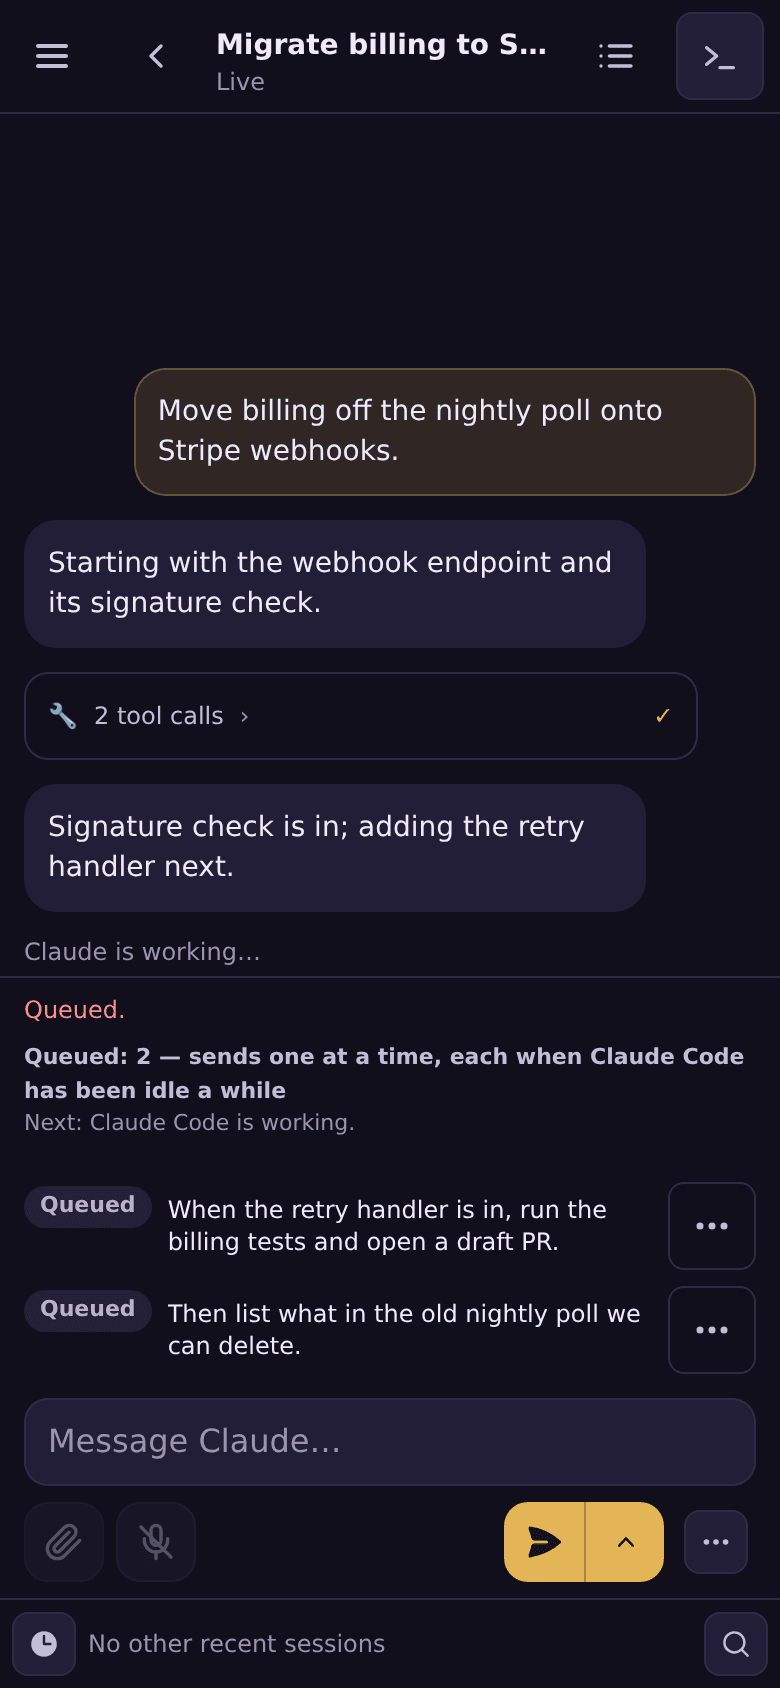 Migrate billing to S…
Live
Move billing off the nightly poll onto
Stripe webhooks.
Starting with the webhook endpoint and
its signature check.
2 tool calls ›
✓
Signature check is in; adding the retry
handler next.
Claude is working…
Queued.
Queued: 2 — sends one at a time, each when Claude Code
has been idle a while
Next: Claude Code is working.
Queued
When the retry handler is in, run the
billing tests and open a draft PR.
Queued
Then list what in the old nightly poll we
can delete.
Message Claude…
No other recent sessions